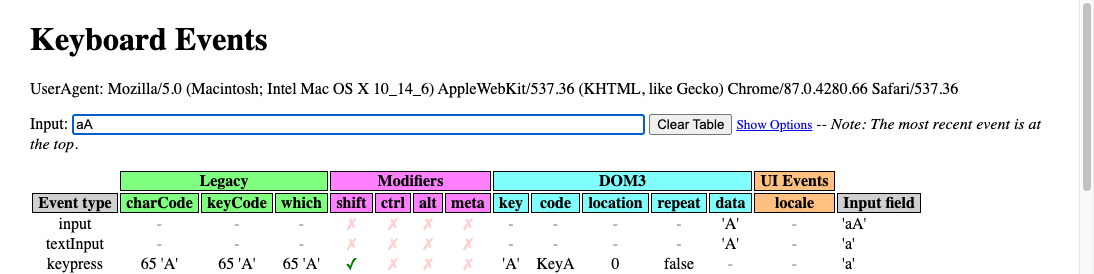 Keyboard Events
UserAgent: Mozilla/5.0 (Macintosh; Intel Mac OS X 10_14_6) AppleWebKit/537.36 (KHTML, like Gecko) Chrome/87.0.4280.66 Safari/537.36
Input: aA Clear Table Show Options -- Note: The most recent event is at
the top.
Legacy Modifiers DOM3 UI Events
Event type charCode keyCode which shift ctrl alt meta key code location repeat data locale Input field
input - - - ✗ ✗ ✗ ✗ - - - - 'A' - 'aA'
textInput - - - ✗ ✗ ✗ ✗ - - - - 'A' - 'a'
keypress 65 'A' 65 'A' 65 'A' ✓ ✗ ✗ ✗ 'A' KeyA 0 false - - 'a'